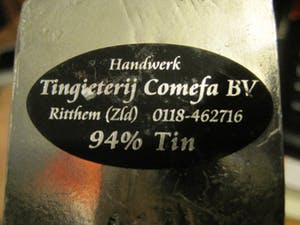 Handwerk
Tingieterij Comefa BV
Ritthem (Zld) 0118-462716
94% Tin